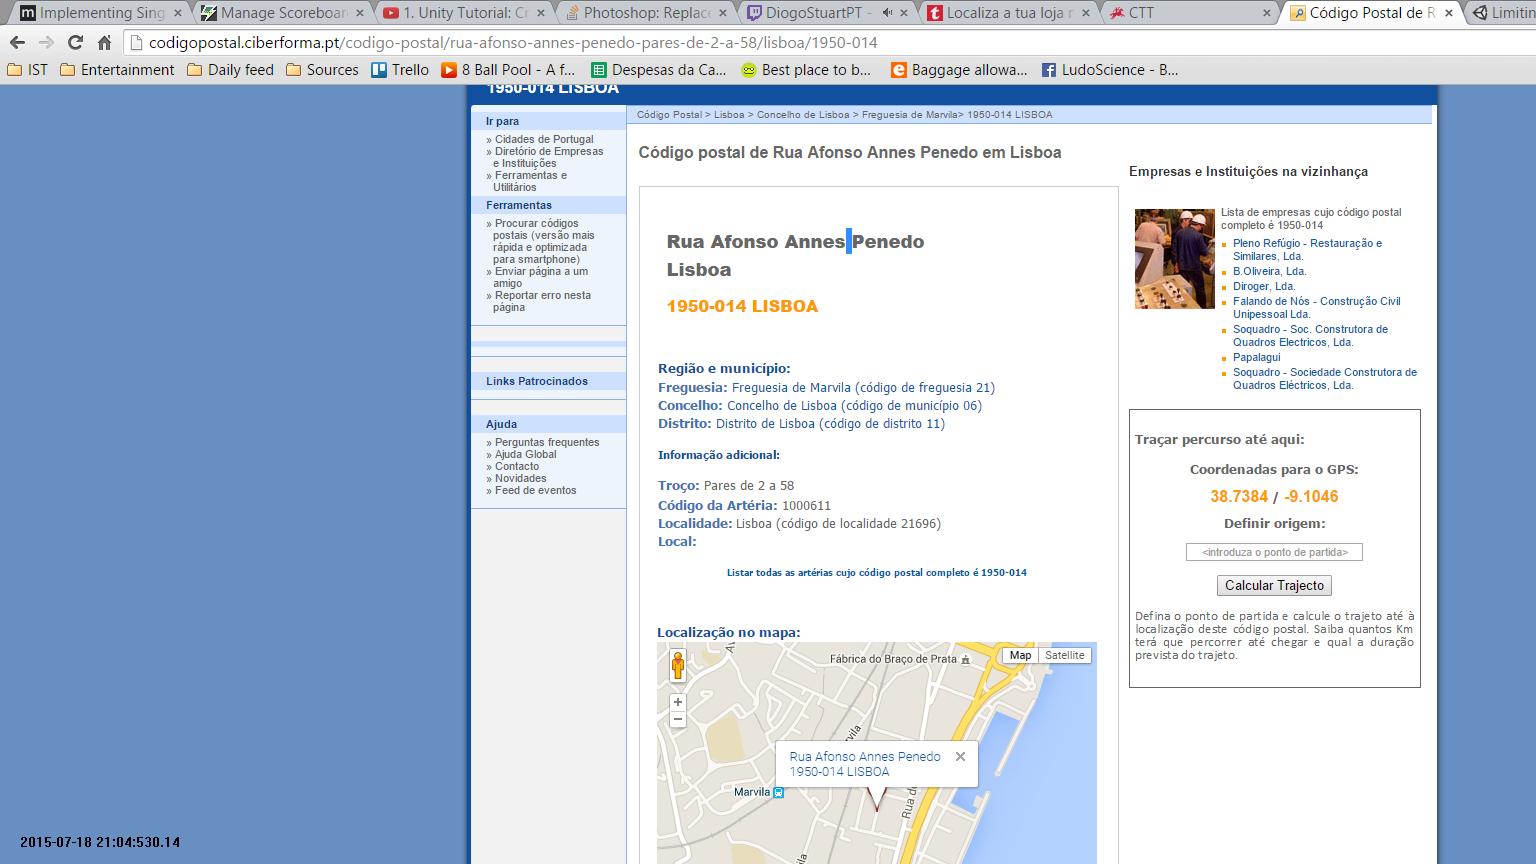 Implementing Sing
Manage Scoreboar
1. Unity Tutorial: Cr
Photoshop: Replace
DiogoStuartPT -
Localiza a tua loja m
CTT
Código Postal de R
Limitin
codigopostal.ciberforma.pt/codigo-postal/rua-afonso-annes-penedo-pares-de-2-a-58/lisboa/1950-014
IST
Entertainment
Daily feed
Sources
Trello
8 Ball Pool - A f...
Despesas da Ca...
Best place to b...
Baggage allowa...
LudoScience - B...
1950-014 LISBOA
Ir para
» Cidades de Portugal
» Diretório de Empresas
e Instituições
» Ferramentas e
Utilitários
Ferramentas
» Procurar códigos
postais (versão mais
rápida e optimizada
para smartphone)
» Enviar página a um
amigo
» Reportar erro nesta
página
Links Patrocinados
Ajuda
» Perguntas frequentes
» Ajuda Global
» Contacto
» Novidades
» Feed de eventos
Código Postal > Lisboa > Concelho de Lisboa > Freguesia de Marvila> 1950-014 LISBOA
Código postal de Rua Afonso Annes Penedo em Lisboa
Rua Afonso Annes Penedo
Lisboa
1950-014 LISBOA
Região e município:
Freguesia: Freguesia de Marvila (código de freguesia 21)
Concelho: Concelho de Lisboa (código de município 06)
Distrito: Distrito de Lisboa (código de distrito 11)
Informação adicional:
Troço: Pares de 2 a 58
Código da Artéria: 1000611
Localidade: Lisboa (código de localidade 21696)
Local:
Listar todas as artérias cujo código postal completo é 1950-014
Localização no mapa:
Fábrica do Braço de Prata
Map
Satellite
+
−
Rua Afonso Annes Penedo
1950-014 LISBOA
Marvila
Empresas e Instituições na vizinhança
Lista de empresas cujo código postal
completo é 1950-014
Pleno Refúgio - Restauração e
Similares, Lda.
B.Oliveira, Lda.
Diroger, Lda.
Falando de Nós - Construção Civil
Unipessoal Lda.
Soquadro - Soc. Construtora de
Quadros Electricos, Lda.
Papalagui
Soquadro - Sociedade Construtora de
Quadros Eléctricos, Lda.
Traçar percurso até aqui:
Coordenadas para o GPS:
38.7384 / -9.1046
Definir origem:
<introduza o ponto de partida>
Calcular Trajecto
Defina o ponto de partida e calcule o trajeto até à
localização deste código postal. Saiba quantos Km
terá que percorrer até chegar e qual a duração
prevista do trajeto.
2015-07-18 21:04:530.14